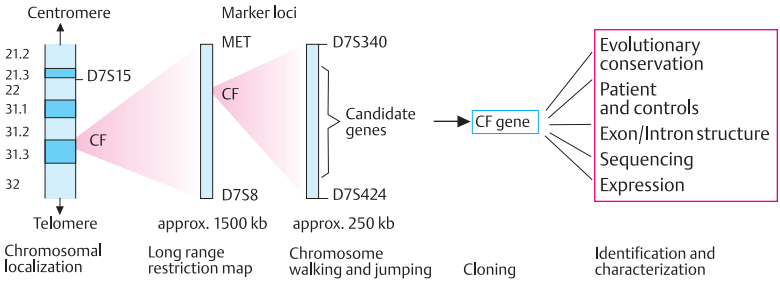 Centromere
Marker loci
21.2
21.3
22
31.1
31.2
31.3
32
D7S15
CF
Telomere
MET
CF
D7S8
approx. 1500 kb
D7S340
Candidate
genes
D7S424
approx. 250 kb
CF gene
Evolutionary
conservation
Patient
and controls
Exon/Intron structure
Sequencing
Expression
Chromosomal
localization
Long range
restriction map
Chromosome
walking and jumping
Cloning
Identification and
characterization